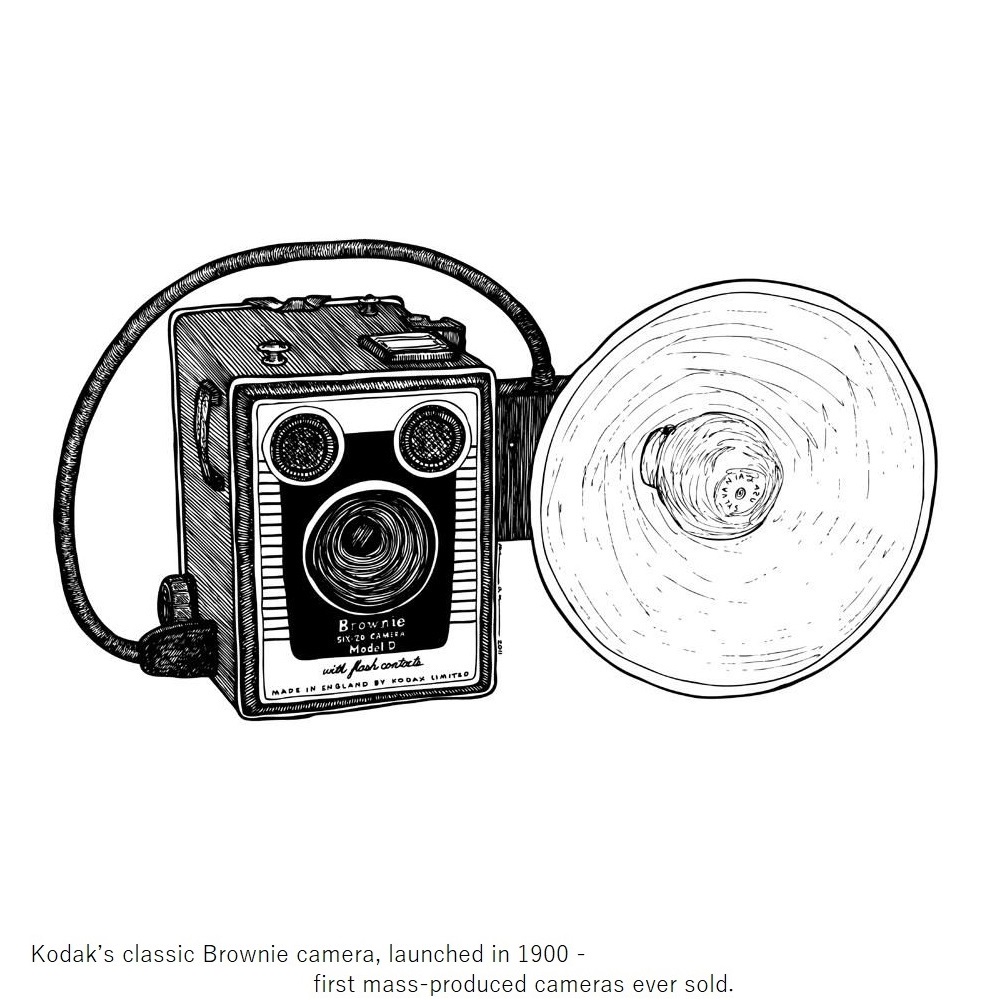 Brownie
SIX-20 CAMERA
Model D
with flash contacts
MADE IN ENGLAND BY KODAK LIMITED
2011
Kodak’s classic Brownie camera, launched in 1900 -
first mass-produced cameras ever sold.